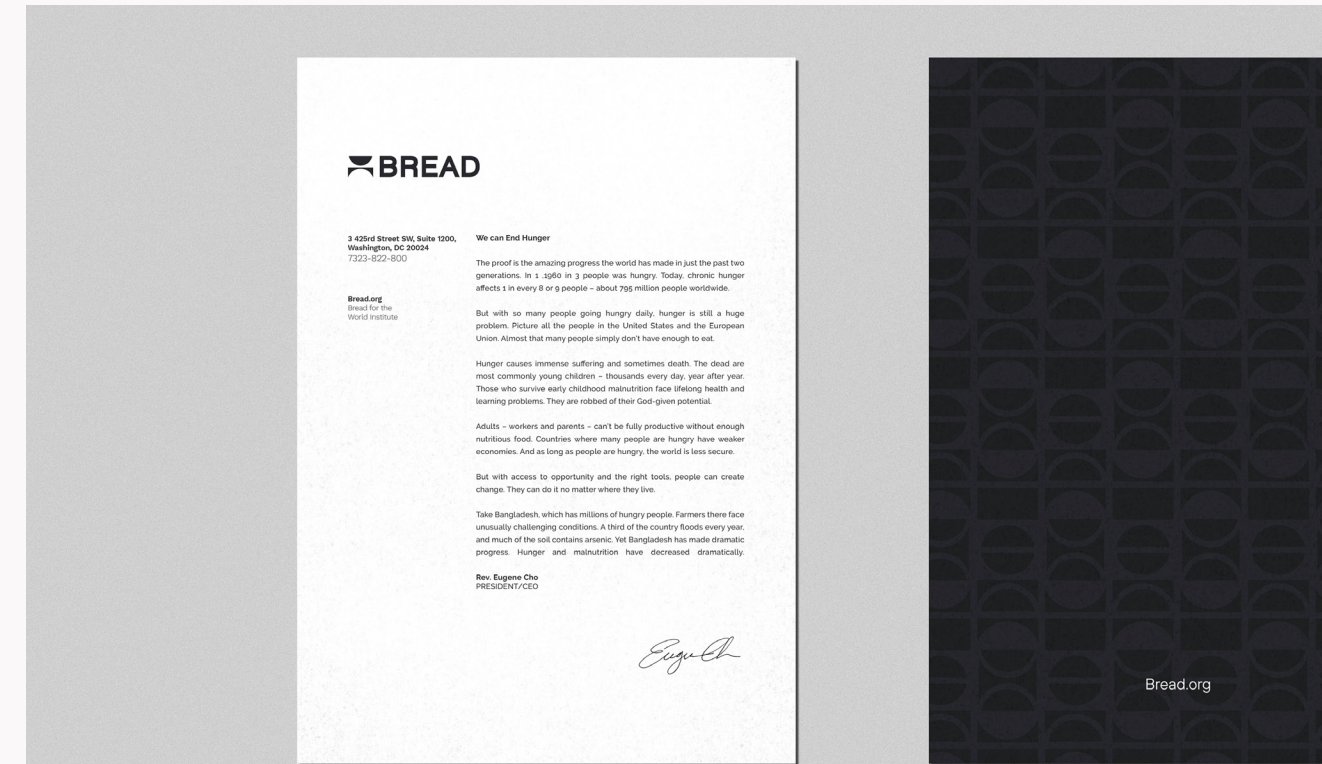 BREAD
3 425rd Street SW, Suite 1200,
Washington, DC 20024
7323-822-800
Bread.org
Bread for the
World Institute
We can End Hunger
The proof is the amazing progress the world has made in just the past two
generations. In 1 ,1960 in 3 people was hungry. Today, chronic hunger
affects 1 in every 8 or 9 people – about 795 million people worldwide.
But with so many people going hungry daily, hunger is still a huge
problem. Picture all the people in the United States and the European
Union. Almost that many people simply don't have enough to eat.
Hunger causes immense suffering and sometimes death. The dead are
most commonly young children – thousands every day, year after year.
Those who survive early childhood malnutrition face lifelong health and
learning problems. They are robbed of their God-given potential.
Adults – workers and parents – can't be fully productive without enough
nutritious food. Countries where many people are hungry have weaker
economies. And as long as people are hungry, the world is less secure.
But with access to opportunity and the right tools, people can create
change. They can do it no matter where they live.
Take Bangladesh, which has millions of hungry people. Farmers there face
unusually challenging conditions. A third of the country floods every year,
and much of the soil contains arsenic. Yet Bangladesh has made dramatic
progress. Hunger and malnutrition have decreased dramatically.
Rev. Eugene Cho
PRESIDENT/CEO
Bread.org